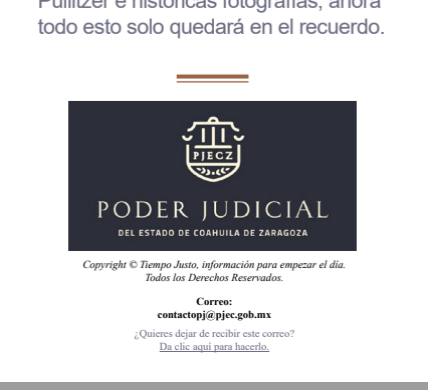 Pulitzer e históricas fotografías, ahora
todo esto solo quedará en el recuerdo.
PJECZ
PODER JUDICIAL
DEL ESTADO DE COAHUILA DE ZARAGOZA
Copyright © Tiempo Justo, información para empezar el día.
Todos los Derechos Reservados.
Correo:
contactopj@pjec.gob.mx
¿Quieres dejar de recibir este correo?
Da clic aquí para hacerlo.